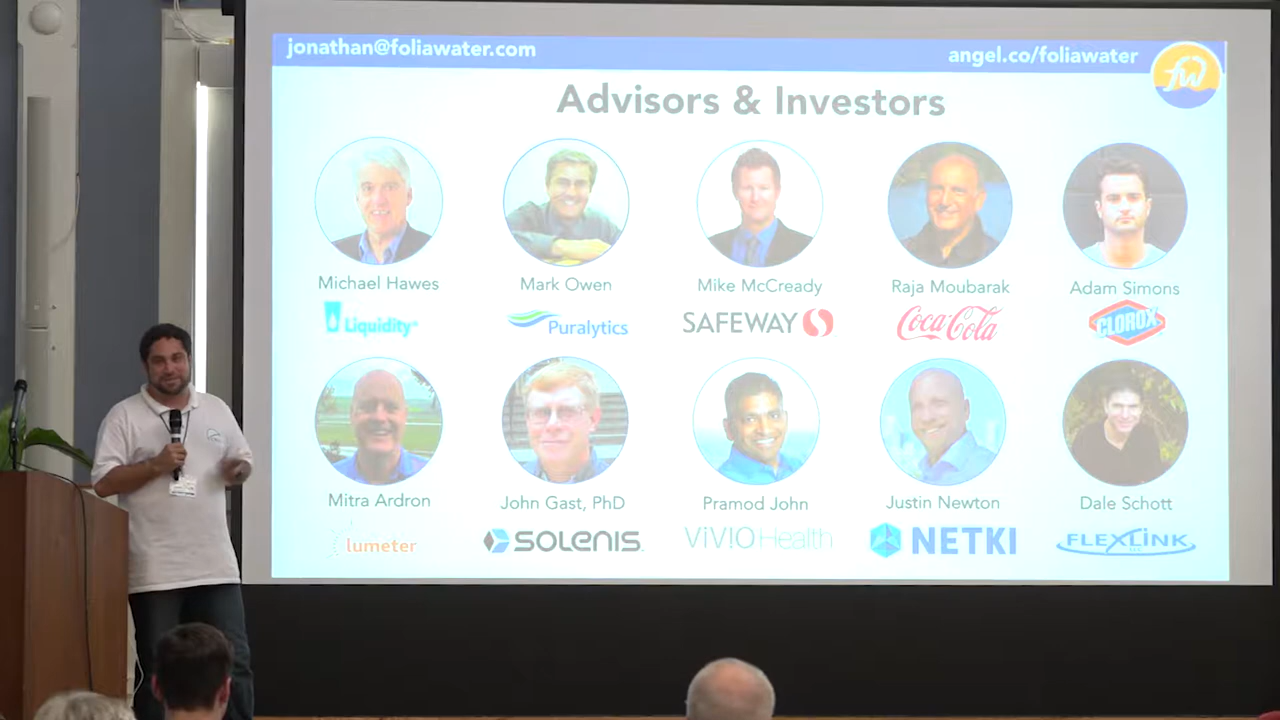 jonathan@foliawater.com
angel.co/foliawater
fw
Advisors & Investors
Michael Hawes
Mark Owen
Mike McCready
Raja Moubarak
Adam Simons
Liquidity
Puralytics
SAFEWAY
Coca-Cola
CLOROX
Mitra Ardron
John Gast, PhD
Pramod John
Justin Newton
Dale Schott
lumeter
SOLENIS
ViV!O Health
NETKI
FLEXLINK